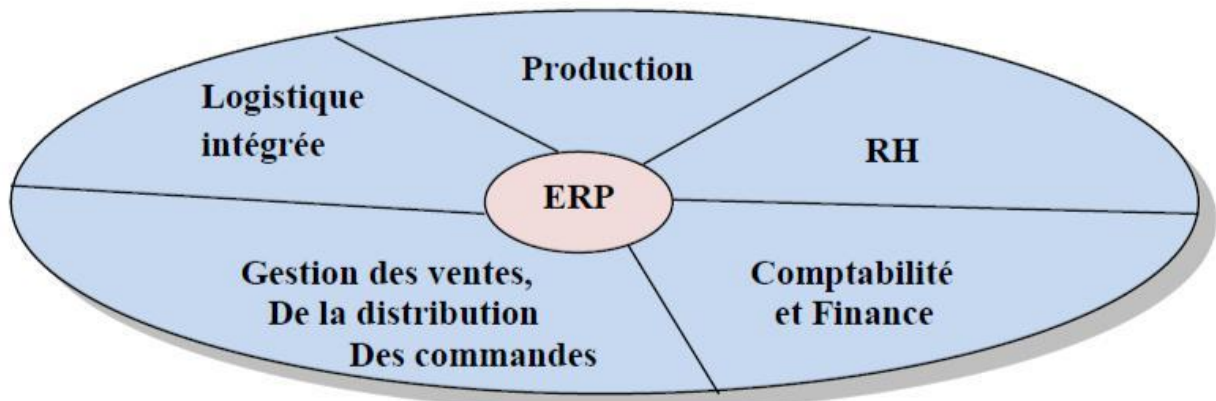 Production
Logistique
intégrée
RH
ERP
Gestion des ventes,
De la distribution
Des commandes
Comptabilité
et Finance